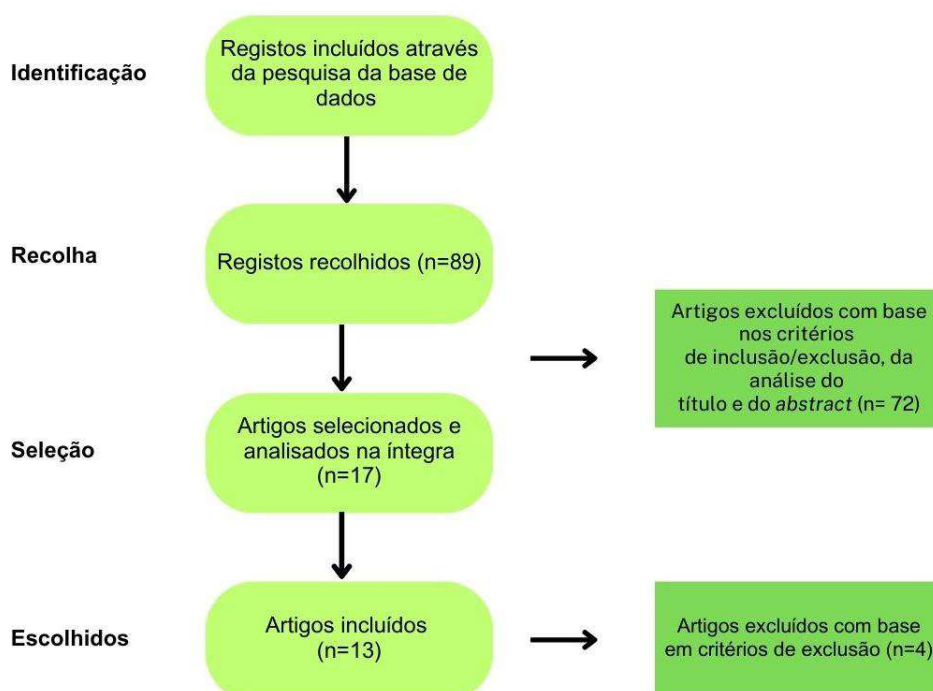 Identificação
Registos incluídos através
da pesquisa da base de
dados
Recolha
Registos recolhidos (n=89)
Artigos excluídos com base
nos critérios
de inclusão/exclusão, da
análise do
título e do abstract (n= 72)
Seleção
Artigos selecionados e
analisados na íntegra
(n=17)
Escolhidos
Artigos incluídos
(n=13)
Artigos excluídos com base
em critérios de exclusão (n=4)